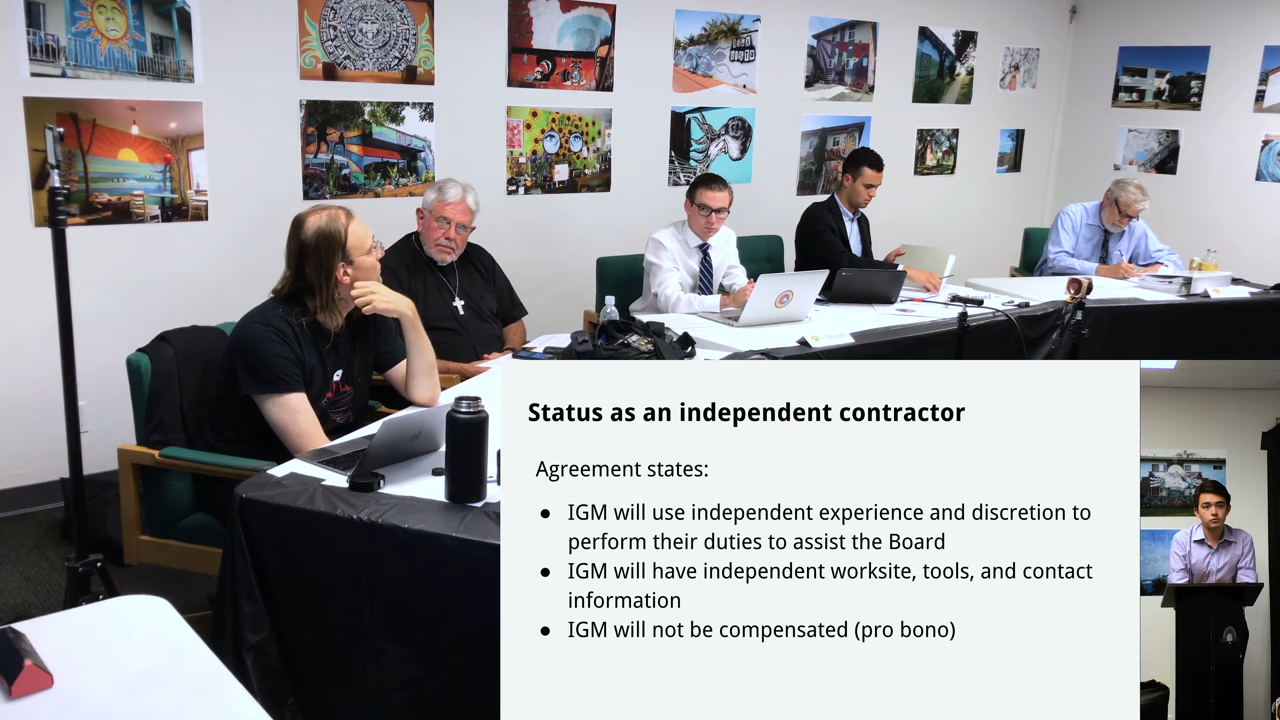 ISLA
VISTA
Status as an independent contractor
Agreement states:
● IGM will use independent experience and discretion to
perform their duties to assist the Board
● IGM will have independent worksite, tools, and contact
information
● IGM will not be compensated (pro bono)